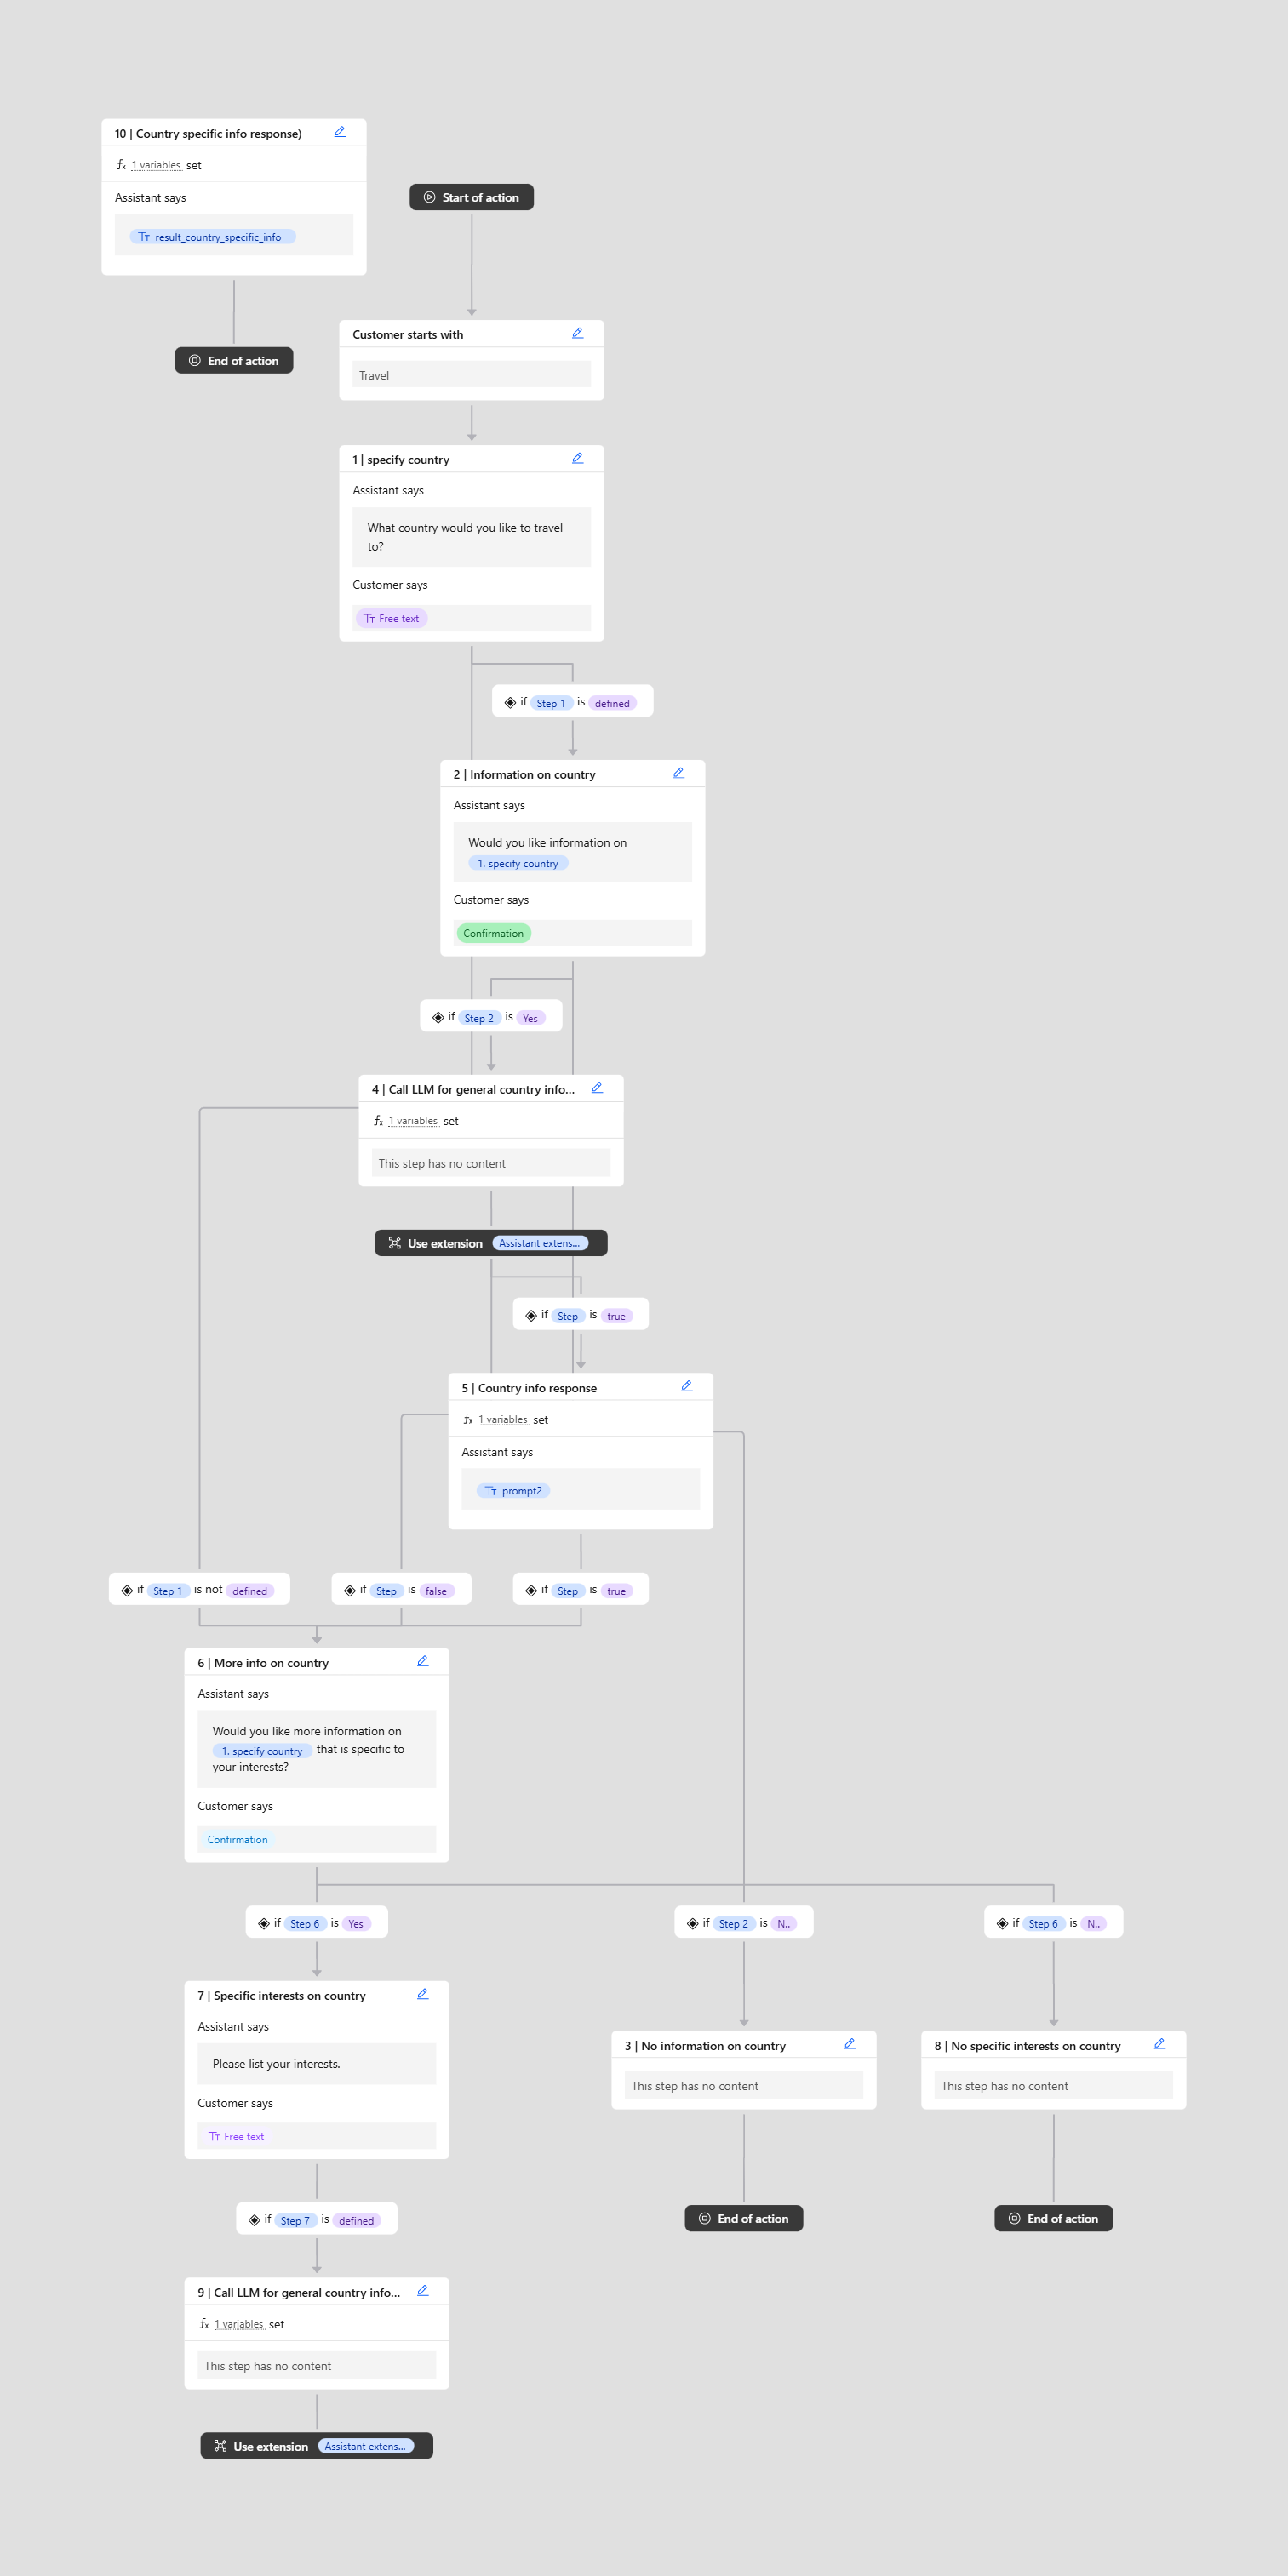 10 | Country specific info response)
1 variables set
Assistant says
result_country_specific_info
End of action
Start of action
Customer starts with
Travel
1 | specify country
Assistant says
What country would you like to travel
to?
Customer says
Free text
if Step 1 is defined
2 | Information on country
Assistant says
Would you like information on
1. specify country
Customer says
Confirmation
if Step 2 is Yes
4 | Call LLM for general country info...
1 variables set
This step has no content
Use extension Assistant extens...
if Step is true
5 | Country info response
1 variables set
Assistant says
prompt2
if Step 1 is not defined
if Step is false
if Step is true
6 | More info on country
Assistant says
Would you like more information on
1. specify country that is specific to
your interests?
Customer says
Confirmation
if Step 6 is Yes
if Step 2 is N..
if Step 6 is N..
7 | Specific interests on country
Assistant says
Please list your interests.
Customer says
Free text
3 | No information on country
This step has no content
End of action
8 | No specific interests on country
This step has no content
End of action
if Step 7 is defined
9 | Call LLM for general country info...
1 variables set
This step has no content
Use extension Assistant extens...